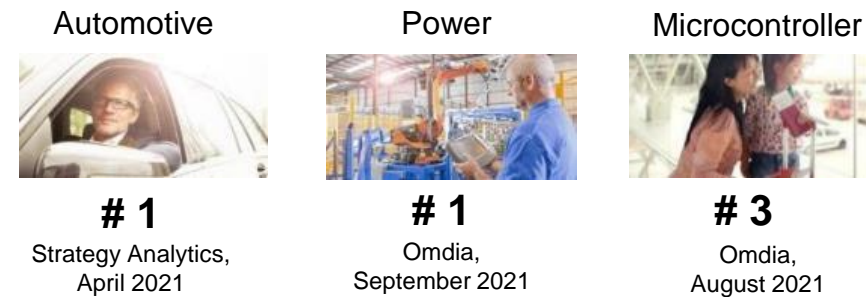 Automotive
Power
Microcontroller
# 1
# 1
# 3
Strategy Analytics,
April 2021
Omdia,
September 2021
Omdia,
August 2021